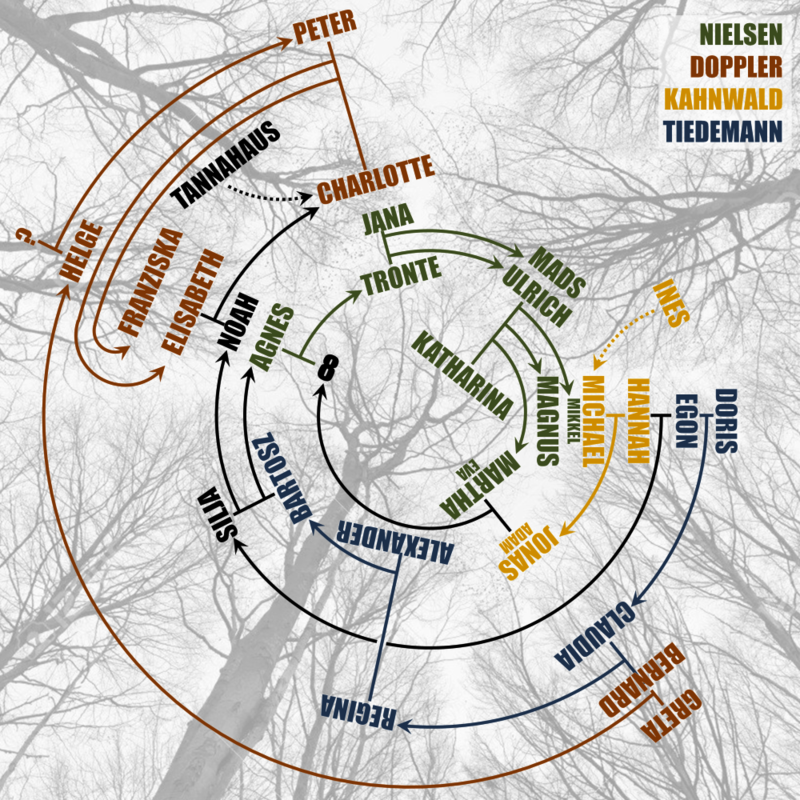 NIELSEN
DOPPLER
KAHNWALD
TIEDEMANN
PETER
TANNAHAUS
CHARLOTTE
?
HELGE
FRANZISKA
ELISABETH
NOAH
AGNES
8
JANA
TRONTE
MADS
ULRICH
KATHARINA
MAGNUS
MIKKEL
INES
MICHAEL
HANNAH
EGON
DORIS
MARTHA
EVA
JONAS
ADAM
BARTOSZ
SILJA
ALEXANDER
REGINA
CLAUDIA
BERNARD
GRETA